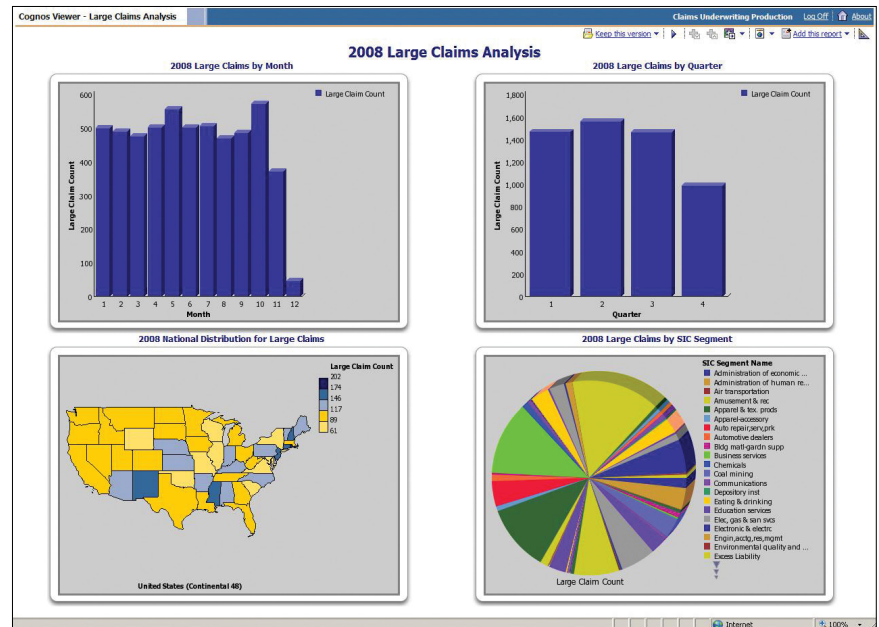 Cognos Viewer - Large Claims Analysis
Claims Underwriting Production Log Off About
Keep this version Add this report
2008 Large Claims Analysis
2008 Large Claims by Month
Large Claim Count
600
500
400
300
200
100
0
Large Claim Count
1 2 3 4 5 6 7 8 9 10 11 12
Month
2008 Large Claims by Quarter
Large Claim Count
1,800
1,600
1,400
1,200
1,000
800
600
400
200
0
Large Claim Count
1 2 3 4
Quarter
2008 National Distribution for Large Claims
Large Claim Count
202
174
146
117
89
61
United States (Continental 48)
2008 Large Claims by SIC Segment
SIC Segment Name
Administration of economic ...
Administration of human re...
Air transportation
Amusement & rec
Apparel & tex. prods
Apparel-accessory
Auto repair,serv,prk
Automotive dealers
Bldg matl-gardn supp
Business services
Chemicals
Coal mining
Communications
Depository inst
Eating & drinking
Education services
Elec, gas & san svcs
Electronic & electrc
Engin,acctg,res,mgmt
Environmental quality and ...
Excess Liability
Large Claim Count
Internet 100%